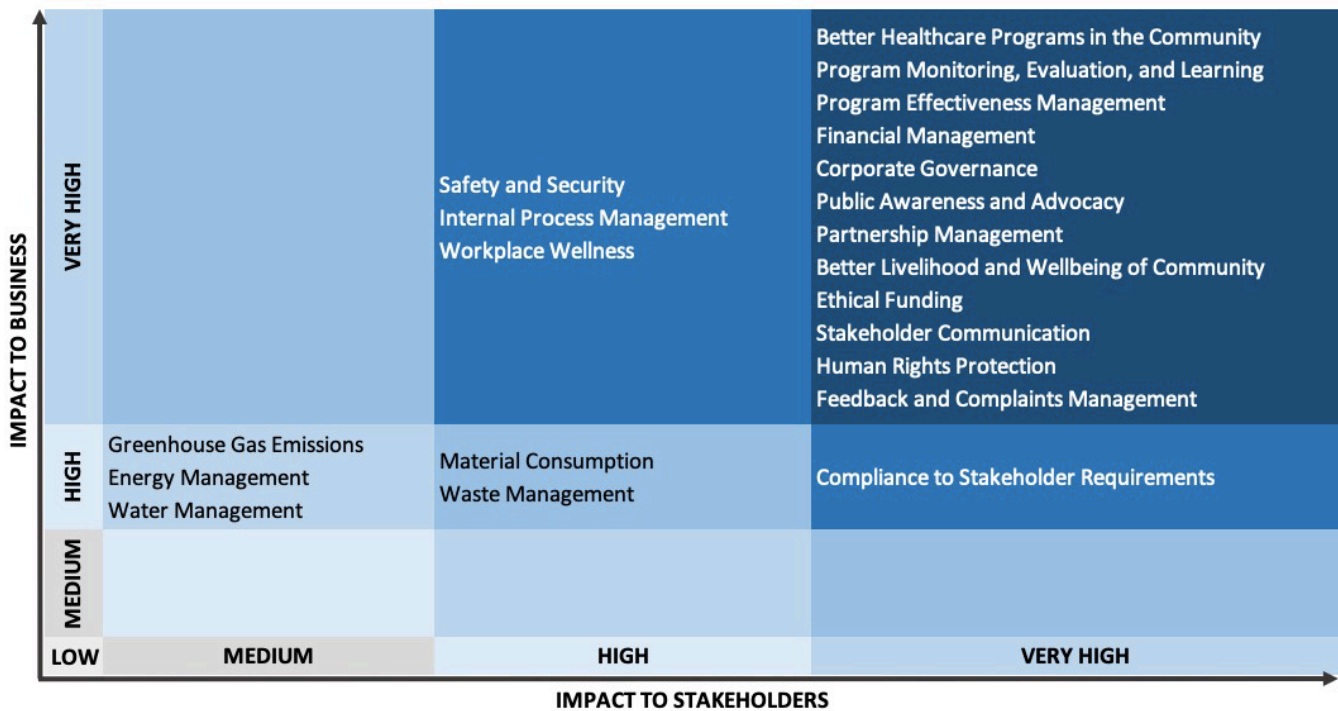 Better Healthcare Programs in the Community
Program Monitoring, Evaluation, and Learning
Program Effectiveness Management
Financial Management
Corporate Governance
Public Awareness and Advocacy
Partnership Management
Better Livelihood and Wellbeing of Community
Ethical Funding
Stakeholder Communication
Human Rights Protection
Feedback and Complaints Management
Safety and Security
Internal Process Management
Workplace Wellness
VERY HIGH
IMPACT TO BUSINESS
HIGH
Greenhouse Gas Emissions
Energy Management
Water Management
Material Consumption
Waste Management
Compliance to Stakeholder Requirements
MEDIUM
LOW
MEDIUM
HIGH
VERY HIGH
IMPACT TO STAKEHOLDERS